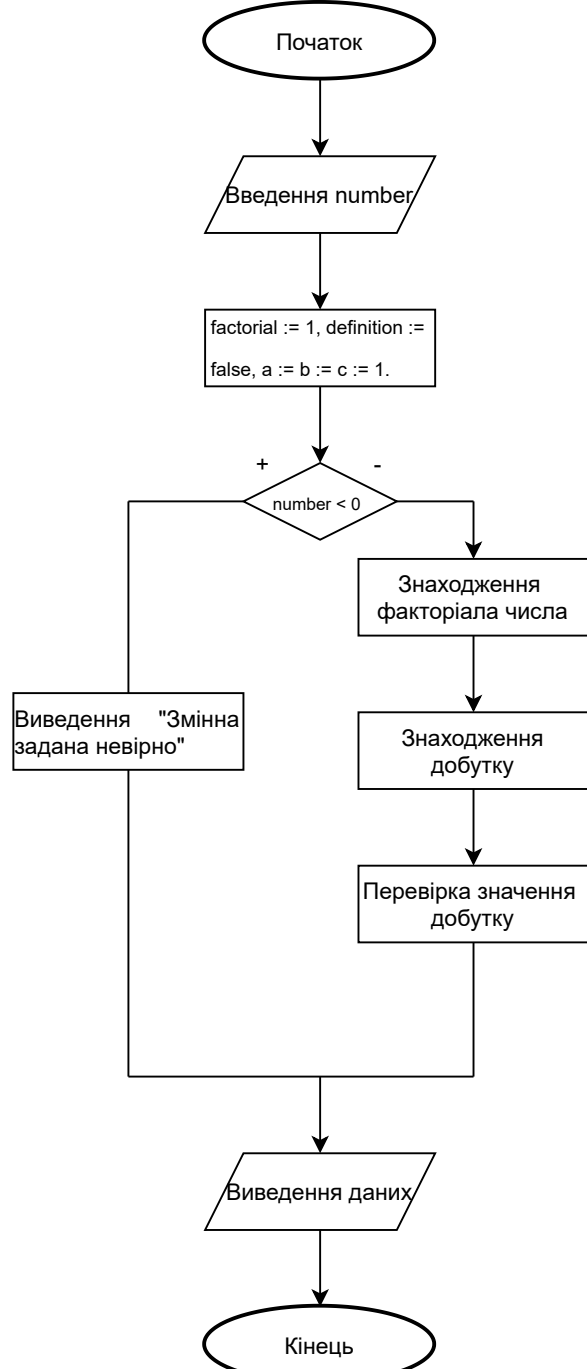 Початок
Введення number
factorial := 1, definition :=
false, a := b := c := 1.
+ -
number < 0
Знаходження
факторіала числа
Виведення "Змінна
задана невірно"
Знаходження
добутку
Перевірка значення
добутку
Виведення даних
Кінець